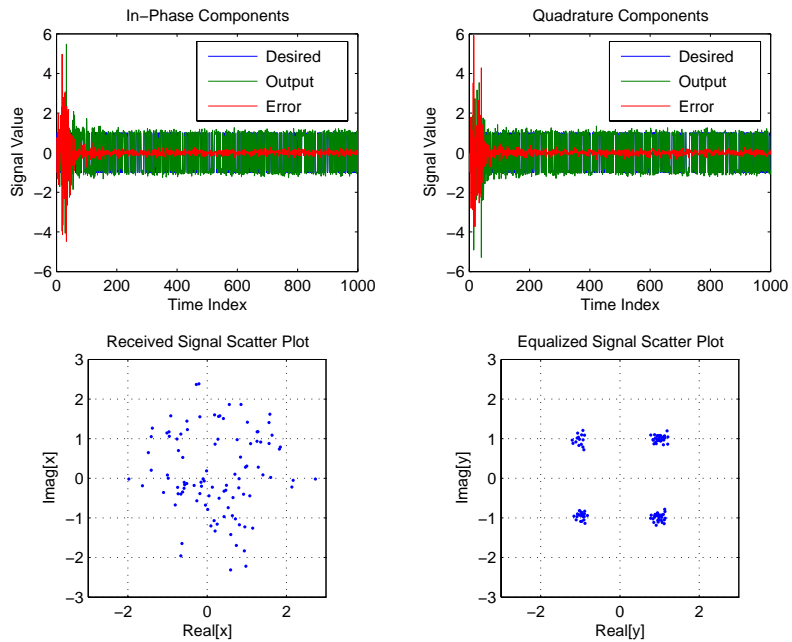 In−Phase Components
Quadrature Components
6
4
2
0
−2
−4
−6
Signal Value
Desired
Output
Error
0
200
400
600
800
1000
Time Index
6
4
2
0
−2
−4
−6
Signal Value
Desired
Output
Error
0
200
400
600
800
1000
Time Index
Received Signal Scatter Plot
3
2
1
0
−1
−2
−3
Imag[x]
−2
0
2
Real[x]
Equalized Signal Scatter Plot
3
2
1
0
−1
−2
−3
Imag[y]
−2
0
2
Real[y]